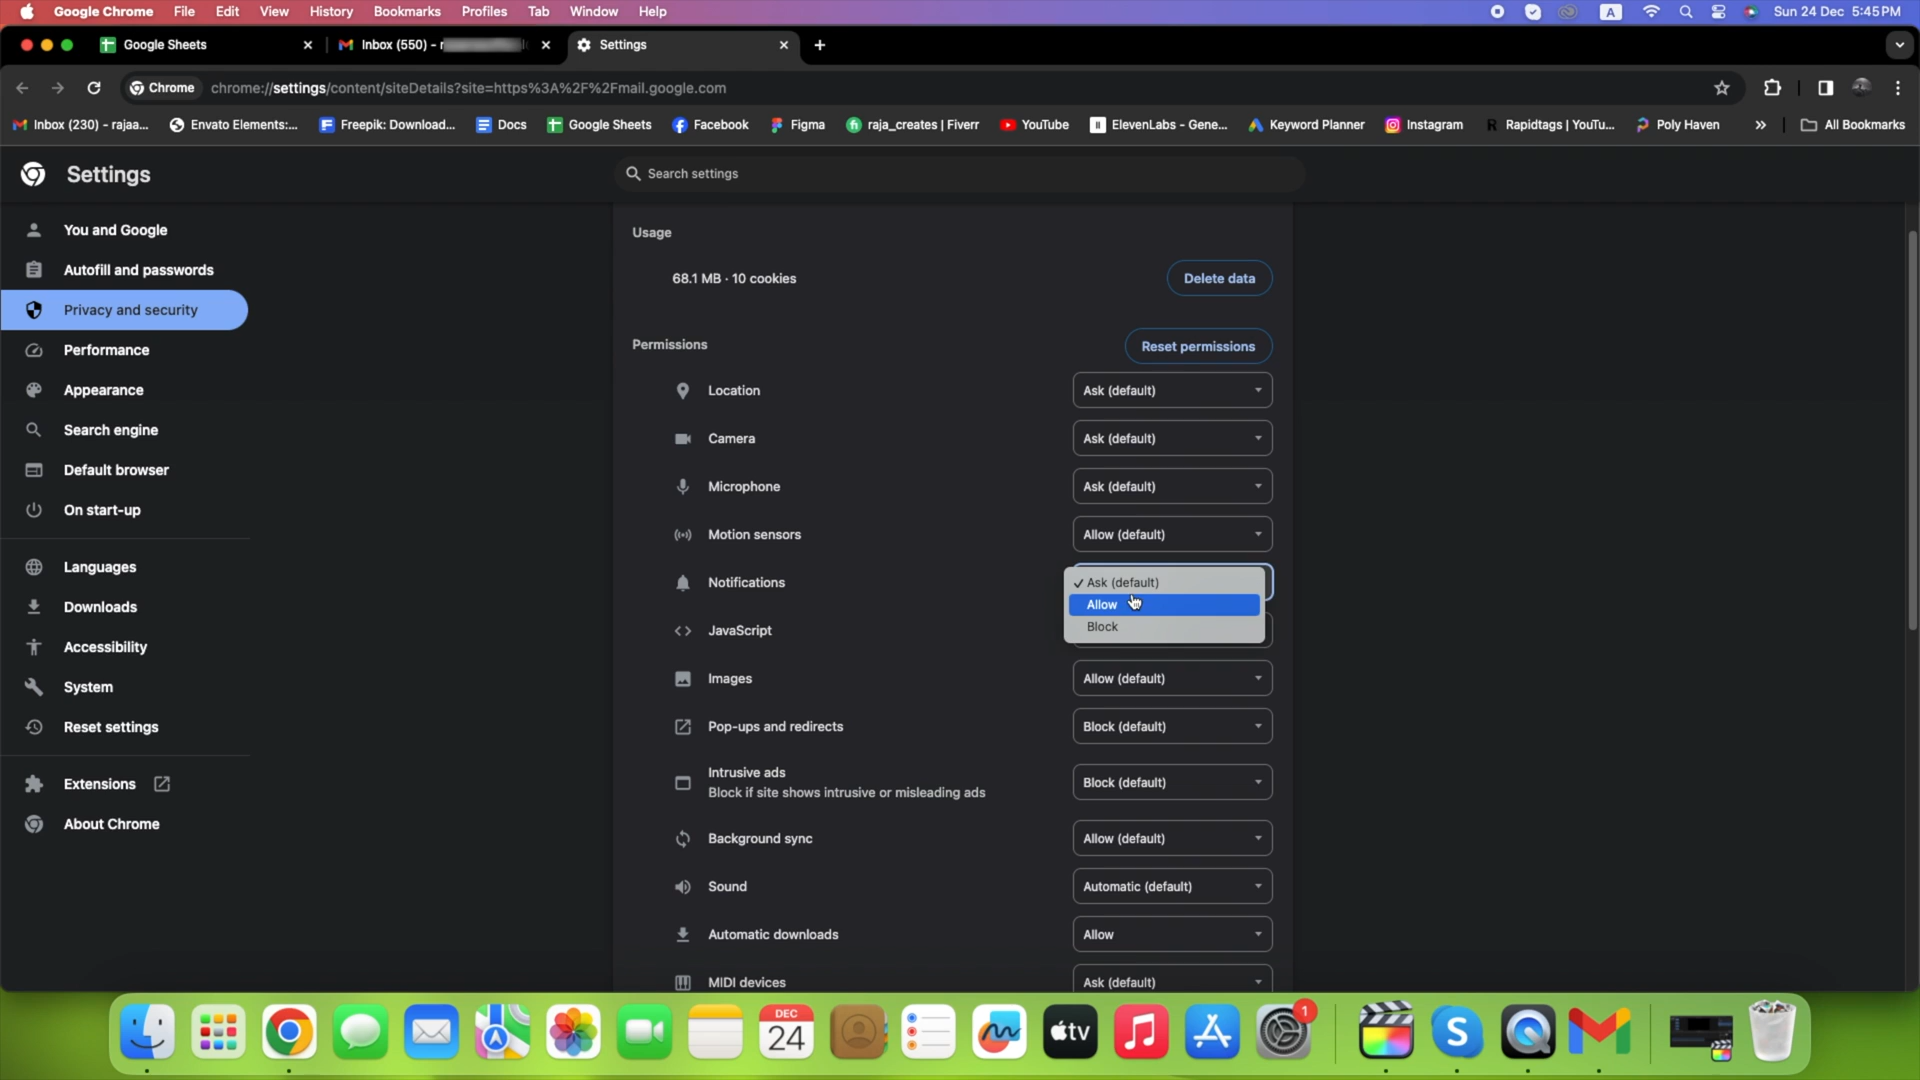 Google Chrome File Edit View History Bookmarks Profiles Tab Window Help A Sun 24 Dec 5:45 PM
Google Sheets Inbox (550) - r Settings
Chrome chrome://settings/content/siteDetails?site=https%3A%2F%2Fmail.google.com
Inbox (230) - rajaa... Envato Elements:... Freepik: Download... Docs Google Sheets Facebook Figma raja_creates | Fiverr YouTube ElevenLabs - Gene... Keyword Planner Instagram Rapidtags | YouTu... Poly Haven » All Bookmarks
Settings
Search settings
You and Google
Autofill and passwords
Privacy and security
Performance
Appearance
Search engine
Default browser
On start-up
Languages
Downloads
Accessibility
System
Reset settings
Extensions
About Chrome
Usage
68.1 MB · 10 cookies Delete data
Permissions Reset permissions
Location Ask (default)
Camera Ask (default)
Microphone Ask (default)
Motion sensors Allow (default)
Notifications ✓ Ask (default)
Allow
Block
JavaScript
Images Allow (default)
Pop-ups and redirects Block (default)
Intrusive ads
Block if site shows intrusive or misleading ads Block (default)
Background sync Allow (default)
Sound Automatic (default)
Automatic downloads Allow
MIDI devices Ask (default)
DEC
24
tv
1